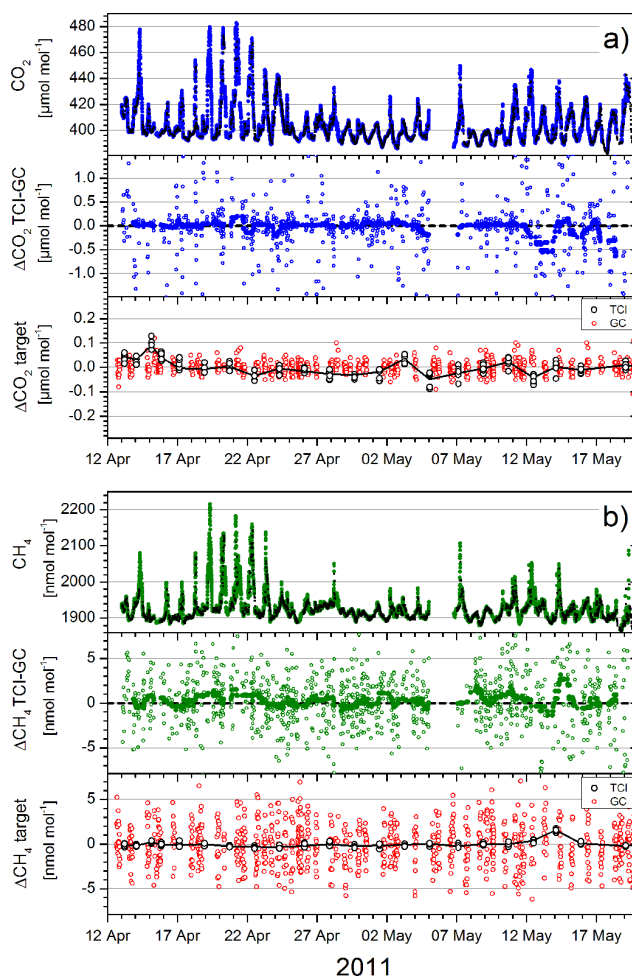 a)
CO₂
[µmol mol⁻¹]
480
460
440
420
400
ΔCO₂ TCI-GC
[µmol mol⁻¹]
1.0
0.5
0.0
-0.5
-1.0
ΔCO₂ target
[µmol mol⁻¹]
0.2
0.1
0.0
-0.1
-0.2
TCI
GC
12 Apr 17 Apr 22 Apr 27 Apr 02 May 07 May 12 May 17 May
b)
CH₄
[nmol mol⁻¹]
2200
2100
2000
1900
ΔCH₄ TCI-GC
[nmol mol⁻¹]
5
0
-5
ΔCH₄ target
[nmol mol⁻¹]
5
0
-5
TCI
GC
12 Apr 17 Apr 22 Apr 27 Apr 02 May 07 May 12 May 17 May
2011